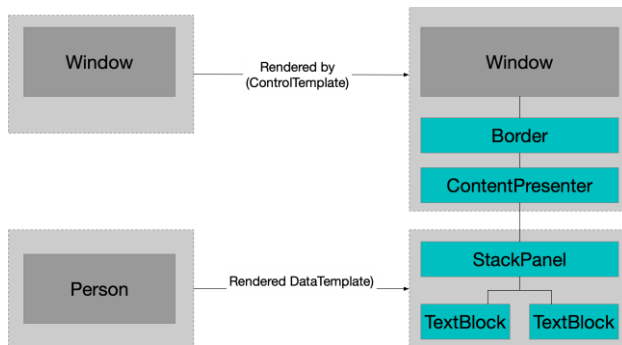 Window
Rendered by
(ControlTemplate)
Window
Border
ContentPresenter
Person
Rendered DataTemplate)
StackPanel
TextBlock
TextBlock